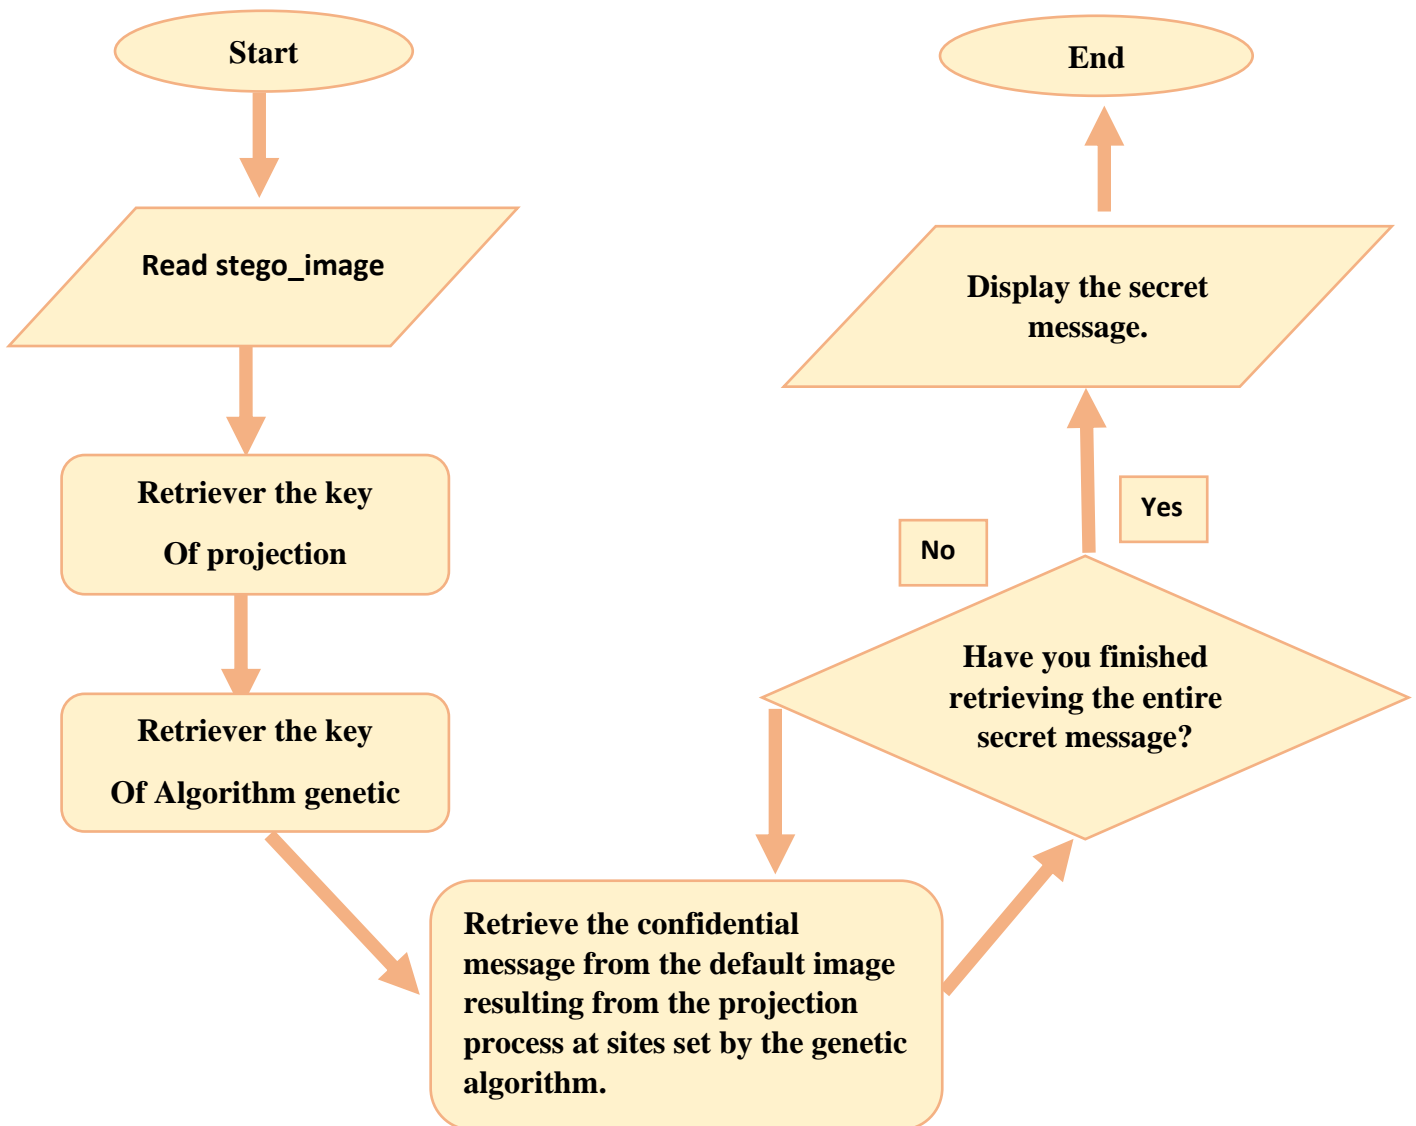 Start
Read stego_image
Retriever the key
Of projection
Retriever the key
Of Algorithm genetic
Retrieve the confidential
message from the default image
resulting from the projection
process at sites set by the genetic
algorithm.
Have you finished
retrieving the entire
secret message?
No
Yes
Display the secret
message.
End